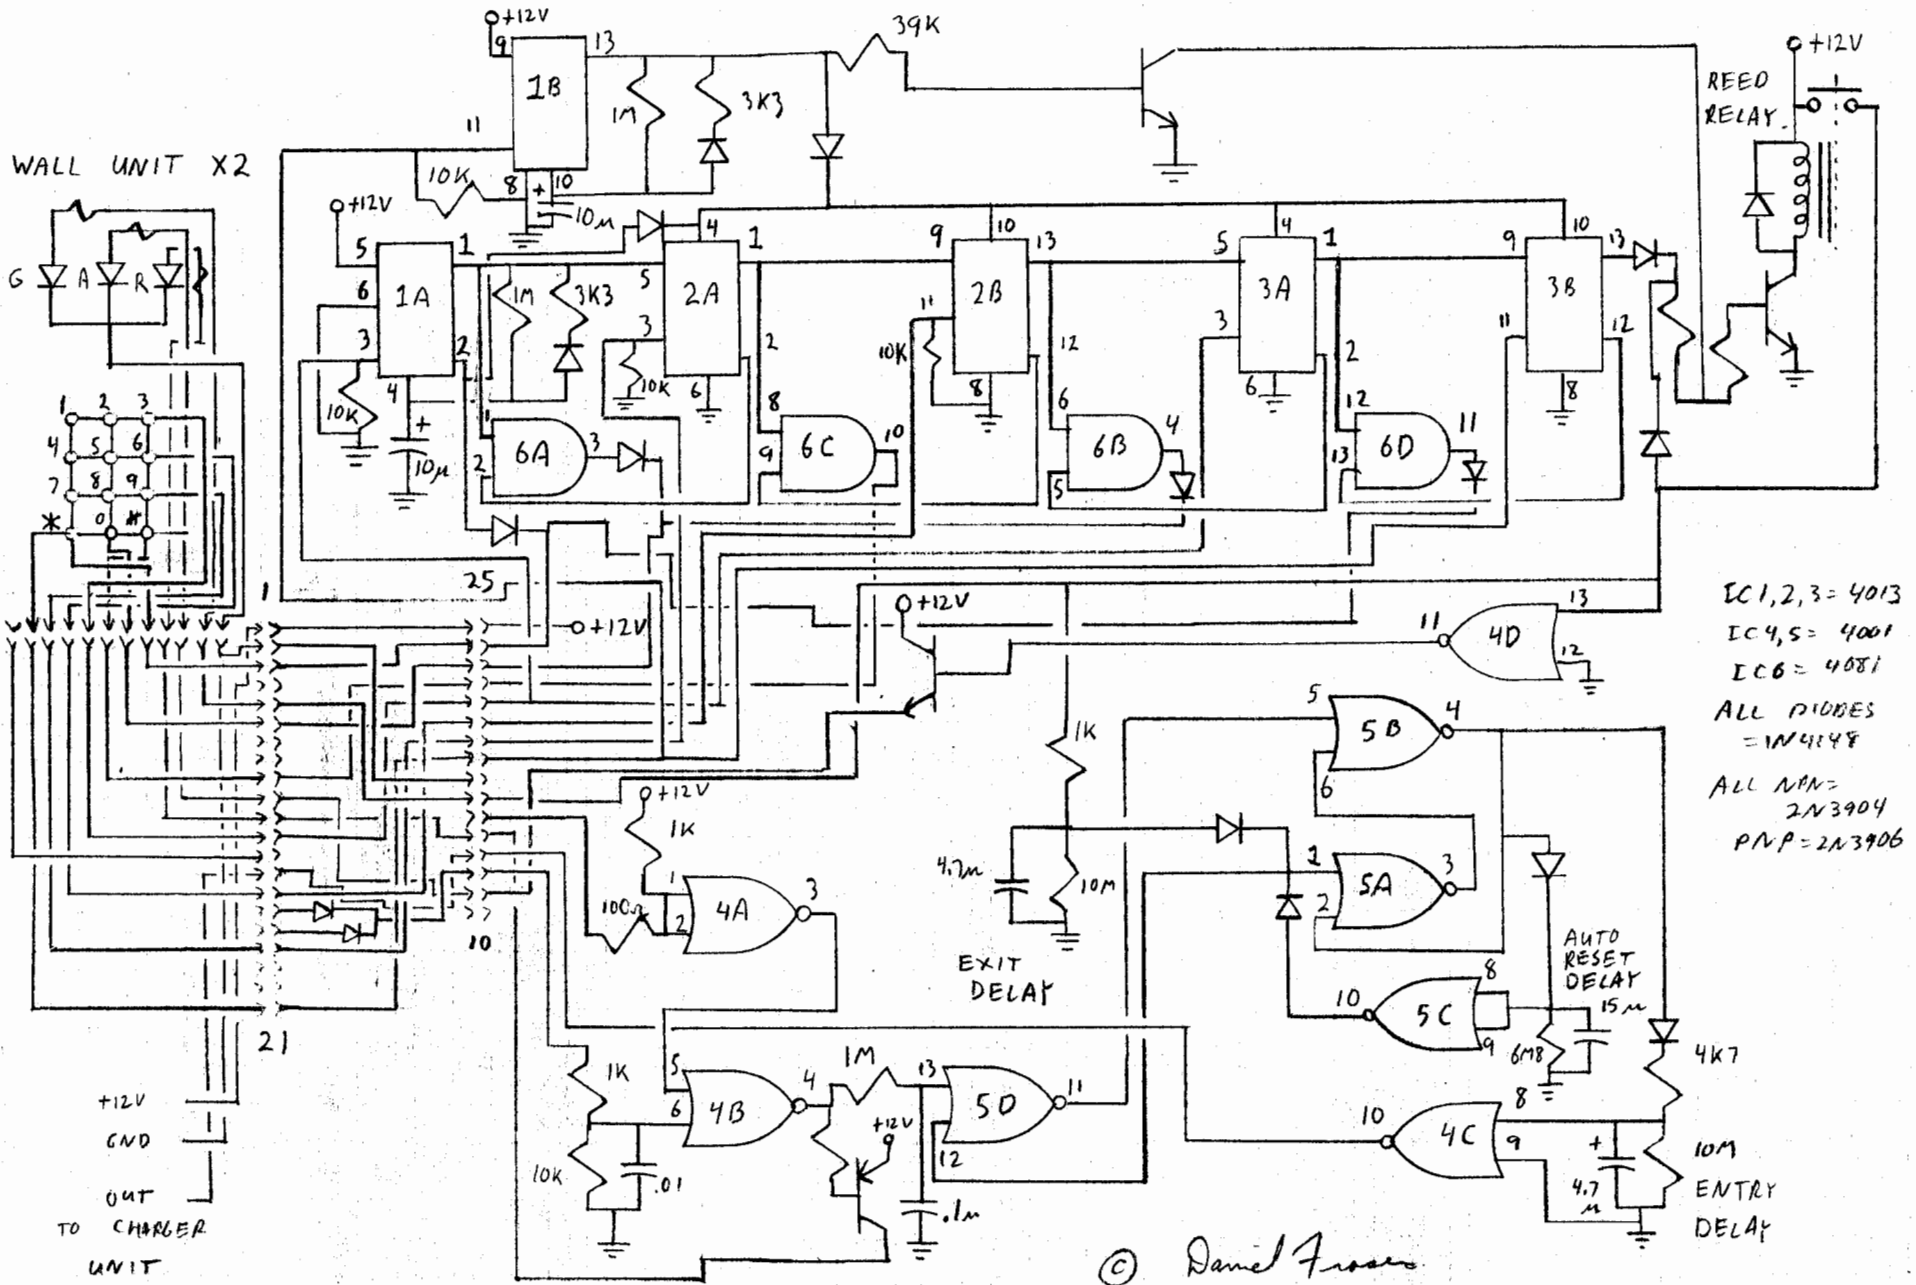 +12V
9
13
1B
11
8
+
10
10K
10µ
1M
3K3
39K
+12V
REED
RELAY.
WALL UNIT X2
G
A
R
+12V
5
1
6
1A
3
2
4
10K
+
10µ
1M
3K3
4
1
5
2A
3
2
10K
6
9
10
13
2B
11
12
10K
8
4
5
1
3A
3
2
6
10
9
13
3B
11
12
8
1
2
6A
3
8
9
6C
10
6
5
6B
4
12
13
6D
11
1 2 3
4 5 6
7 8 9
* 0 #
1
25
+12V
10
21
+12V
11
4D
13
12
IC1,2,3= 4013
IC4,5= 4001
IC6= 4081
ALL DIODES
=1N4148
ALL NPN=
2N3904
PNP=2N3906
+12V
1K
100Ω
1
2
4A
3
1K
4.7µ
10M
EXIT
DELAY
5
6
5B
4
1
2
5A
3
AUTO
RESET
DELAY
15µ
8
9
5C
10
6M8
4K7
1K
10K
.01
5
6
4B
4
1M
+12V
13
12
5D
11
.1µ
10
4C
8
9
+
4.7
µ
10M
ENTRY
DELAY
+12V
GND
OUT
TO CHARGER
UNIT
© Daniel Fraser